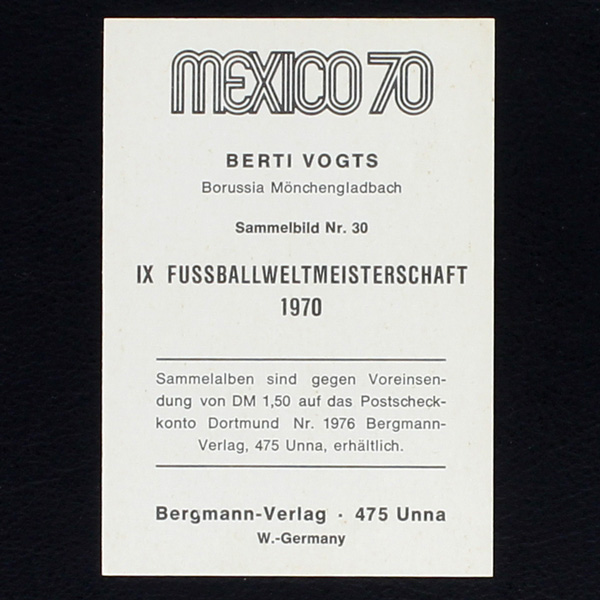 MEXICO 70
BERTI VOGTS
Borussia Mönchengladbach
Sammelbild Nr. 30
IX FUSSBALLWELTMEISTERSCHAFT
1970
Sammelalben sind gegen Voreinsen-
dung von DM 1,50 auf das Postscheck-
konto Dortmund Nr. 1976 Bergmann-
Verlag, 475 Unna, erhältlich.
Bergmann-Verlag · 475 Unna
W.-Germany